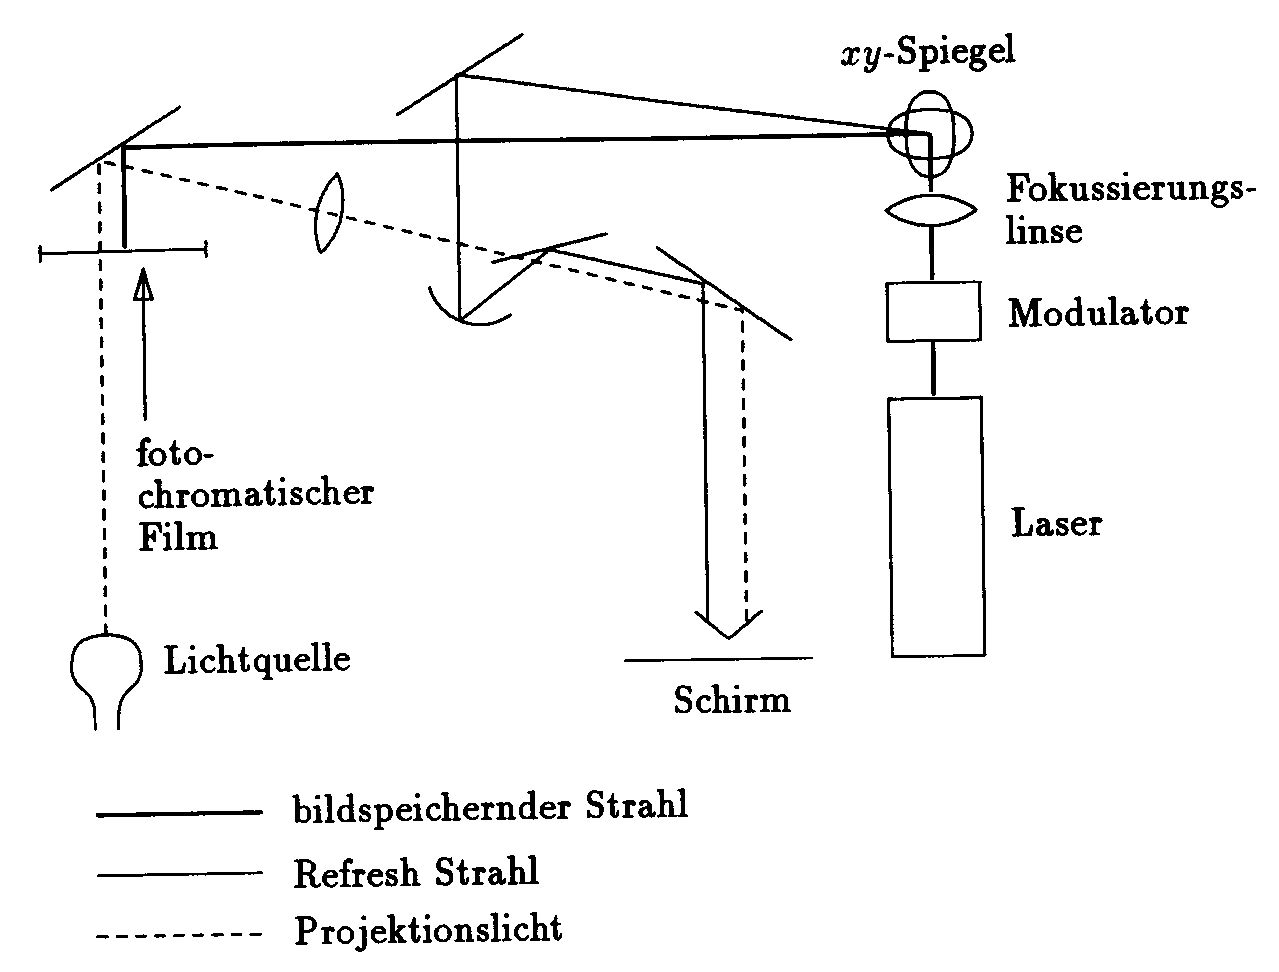 xy-Spiegel
Fokussierungs-
linse
Modulator
foto-
chromatischer
Film
Laser
Lichtquelle
Schirm
bildspeichernder Strahl
Refresh Strahl
Projektionslicht